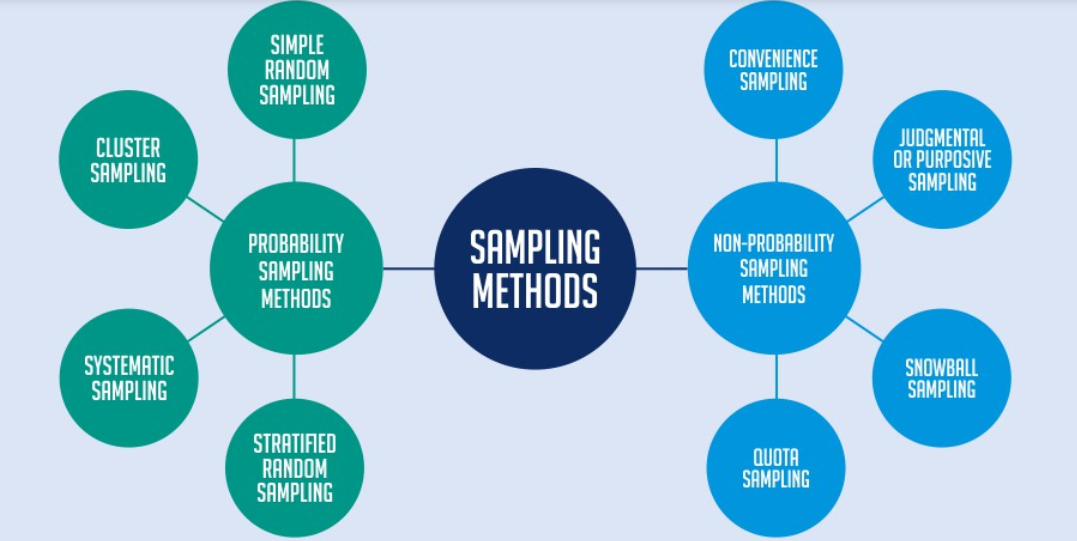 SIMPLE
RANDOM
SAMPLING
CLUSTER
SAMPLING
PROBABILITY
SAMPLING
METHODS
SYSTEMATIC
SAMPLING
STRATIFIED
RANDOM
SAMPLING
SAMPLING
METHODS
CONVENIENCE
SAMPLING
JUDGMENTAL
OR PURPOSIVE
SAMPLING
NON-PROBABILITY
SAMPLING
METHODS
SNOWBALL
SAMPLING
QUOTA
SAMPLING